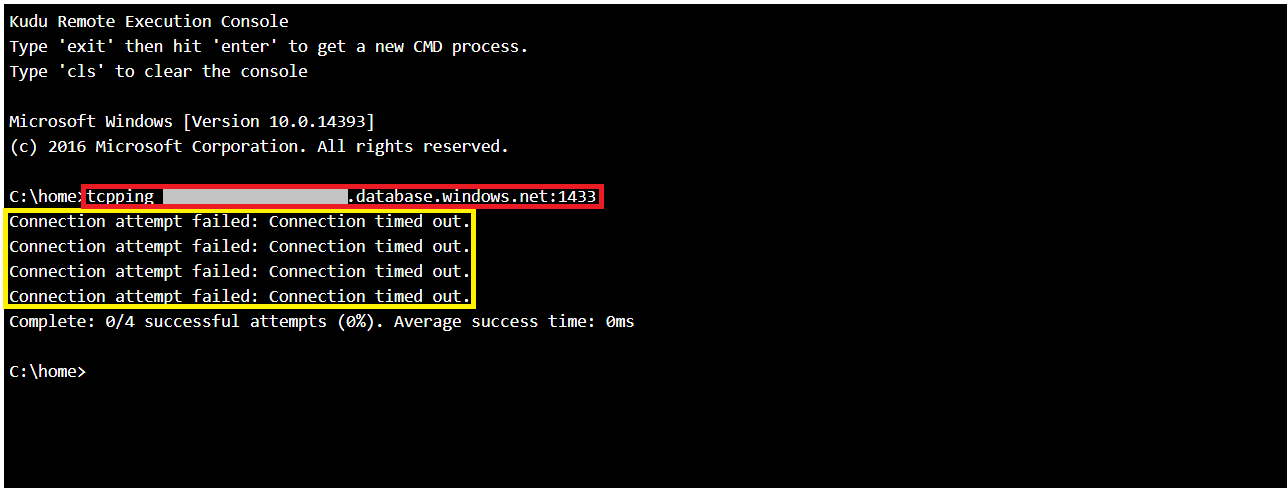 Kudu Remote Execution Console
Type 'exit' then hit 'enter' to get a new CMD process.
Type 'cls' to clear the console
Microsoft Windows [Version 10.0.14393]
(c) 2016 Microsoft Corporation. All rights reserved.
C:\home>tcpping .database.windows.net:1433
Connection attempt failed: Connection timed out.
Connection attempt failed: Connection timed out.
Connection attempt failed: Connection timed out.
Connection attempt failed: Connection timed out.
Complete: 0/4 successful attempts (0%). Average success time: 0ms
C:\home>